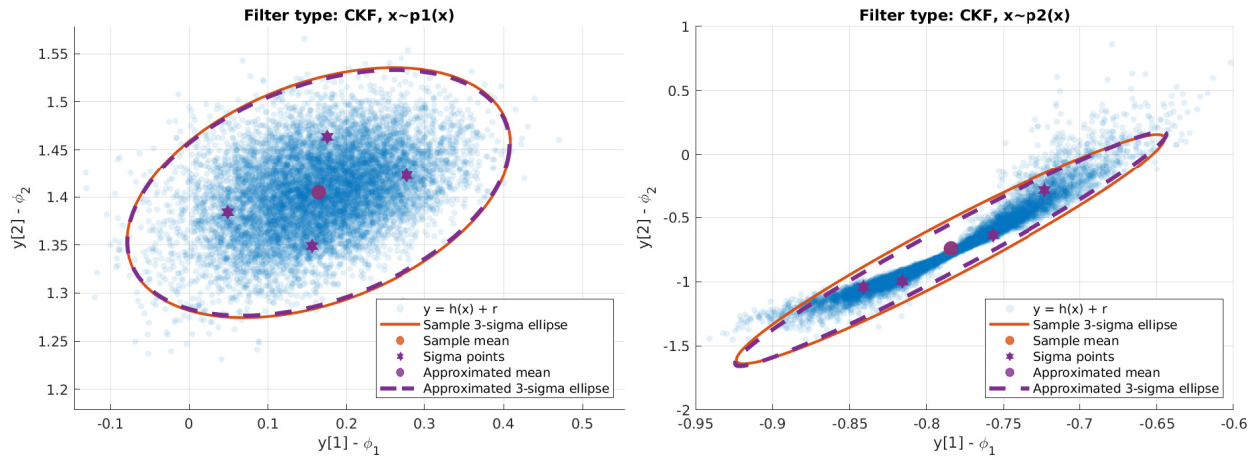 Filter type: CKF, x~p1(x)
1.55
1.5
1.45
1.4
1.35
1.3
1.25
1.2
y[2] - ϕ2
-0.1
0
0.1
0.2
0.3
0.4
0.5
y[1] - ϕ1
y = h(x) + r
Sample 3-sigma ellipse
Sample mean
Sigma points
Approximated mean
Approximated 3-sigma ellipse
Filter type: CKF, x~p2(x)
1
0.5
0
-0.5
-1
-1.5
-2
y[2] - ϕ2
-0.95
-0.9
-0.85
-0.8
-0.75
-0.7
-0.65
-0.6
y[1] - ϕ1
y = h(x) + r
Sample 3-sigma ellipse
Sample mean
Sigma points
Approximated mean
Approximated 3-sigma ellipse